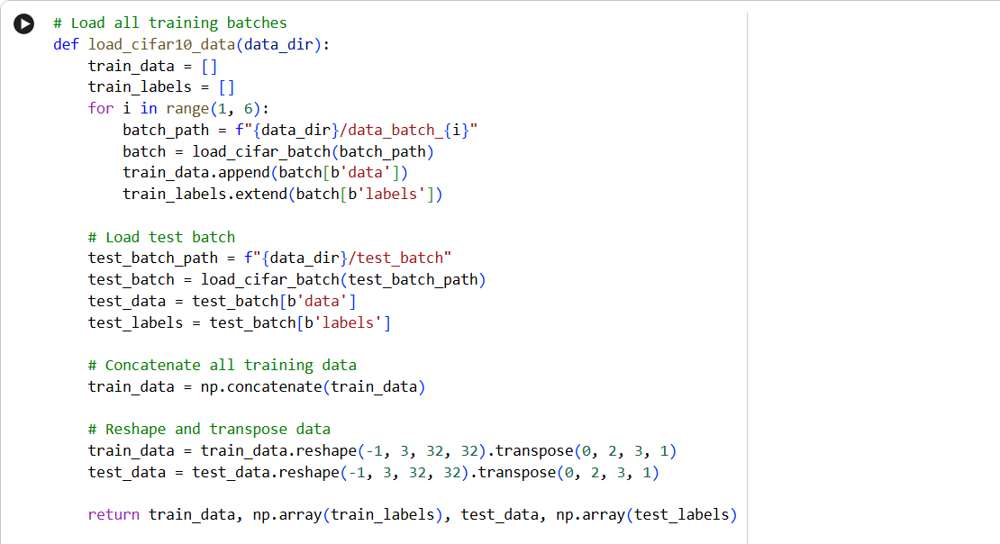 # Load all training batches
def load_cifar10_data(data_dir):
    train_data = []
    train_labels = []
    for i in range(1, 6):
        batch_path = f"{data_dir}/data_batch_{i}"
        batch = load_cifar_batch(batch_path)
        train_data.append(batch[b'data'])
        train_labels.extend(batch[b'labels'])

    # Load test batch
    test_batch_path = f"{data_dir}/test_batch"
    test_batch = load_cifar_batch(test_batch_path)
    test_data = test_batch[b'data']
    test_labels = test_batch[b'labels']

    # Concatenate all training data
    train_data = np.concatenate(train_data)

    # Reshape and transpose data
    train_data = train_data.reshape(-1, 3, 32, 32).transpose(0, 2, 3, 1)
    test_data = test_data.reshape(-1, 3, 32, 32).transpose(0, 2, 3, 1)

    return train_data, np.array(train_labels), test_data, np.array(test_labels)